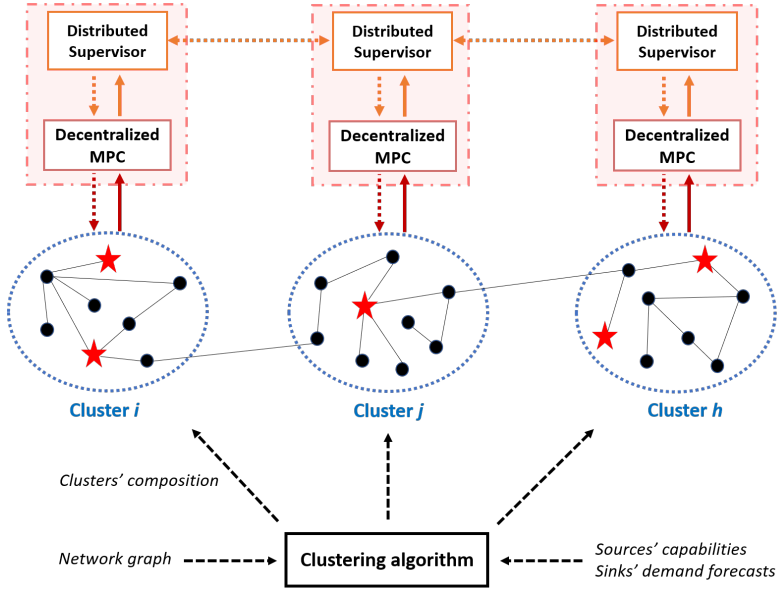 Distributed
Supervisor
Distributed
Supervisor
Distributed
Supervisor
Decentralized
MPC
Decentralized
MPC
Decentralized
MPC
Cluster i
Cluster j
Cluster h
Clusters' composition
Network graph
Clustering algorithm
Sources' capabilities
Sinks' demand forecasts